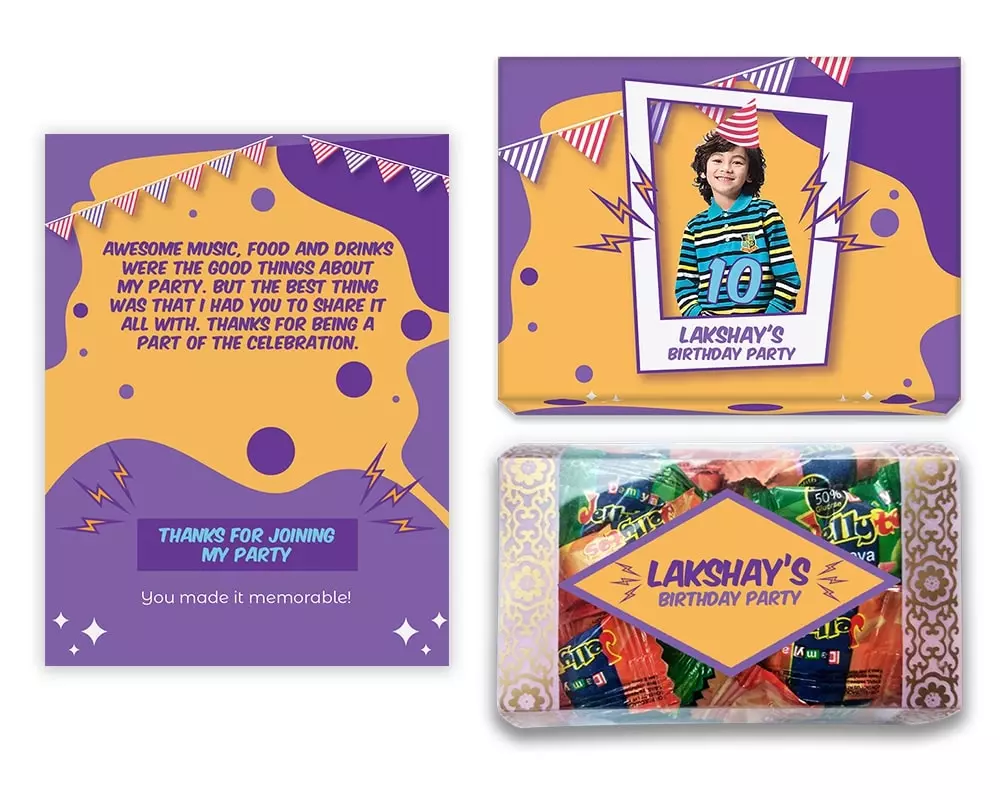 AWESOME MUSIC, FOOD AND DRINKS
WERE THE GOOD THINGS ABOUT
MY PARTY. BUT THE BEST THING
WAS THAT I HAD YOU TO SHARE IT
ALL WITH. THANKS FOR BEING A
PART OF THE CELEBRATION.
THANKS FOR JOINING
MY PARTY
You made it memorable!
10
LAKSHAY'S
BIRTHDAY PARTY
50%
LAKSHAY'S
BIRTHDAY PARTY